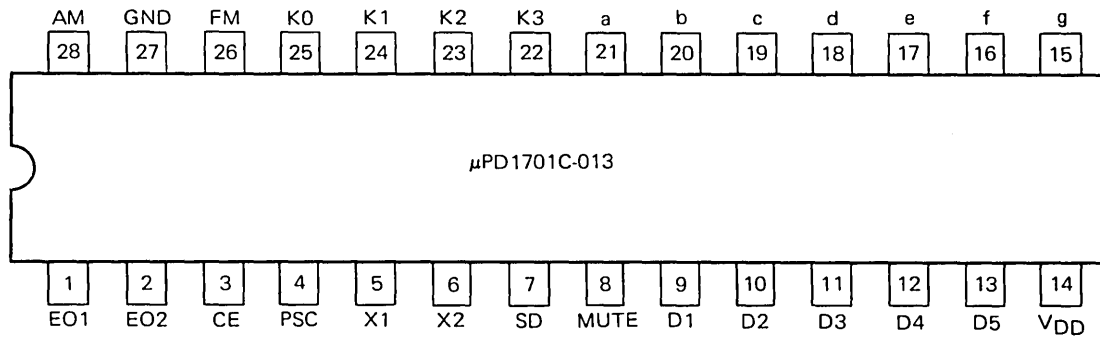 AM GND FM K0 K1 K2 K3 a b c d e f g
28 27 26 25 24 23 22 21 20 19 18 17 16 15
μPD1701C-013
1 2 3 4 5 6 7 8 9 10 11 12 13 14
EO1 EO2 CE PSC X1 X2 SD MUTE D1 D2 D3 D4 D5 VDD